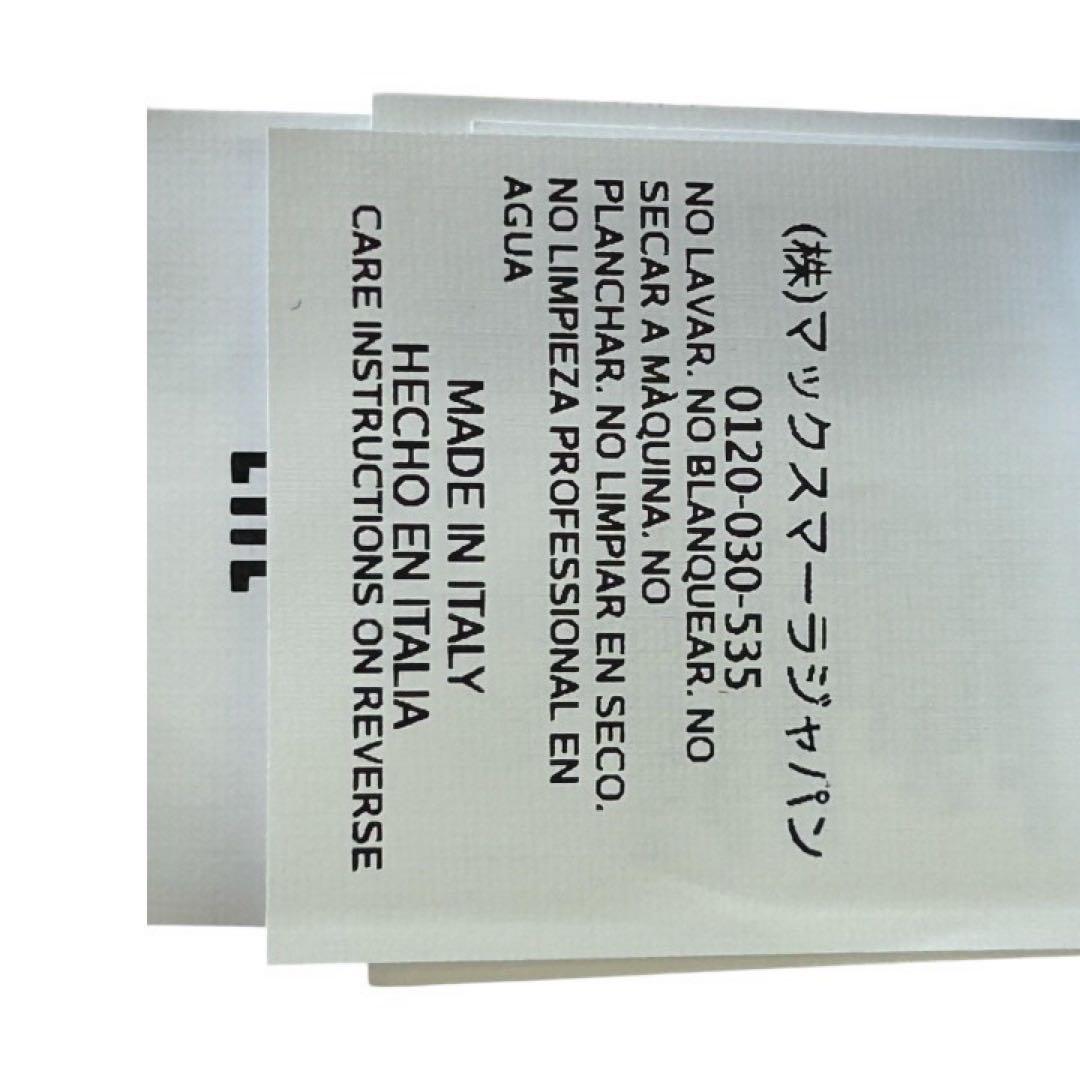 (株)マックスマーラジャパン
0120-030-535
NO LAVAR. NO BLANQUEAR. NO
SECAR A MÀQUINA. NO
PLANCHAR. NO LIMPIAR EN SECO.
NO LIMPIEZA PROFESSIONAL EN
AGUA
MADE IN ITALY
HECHO EN ITALIA
CARE INSTRUCTIONS ON REVERSE